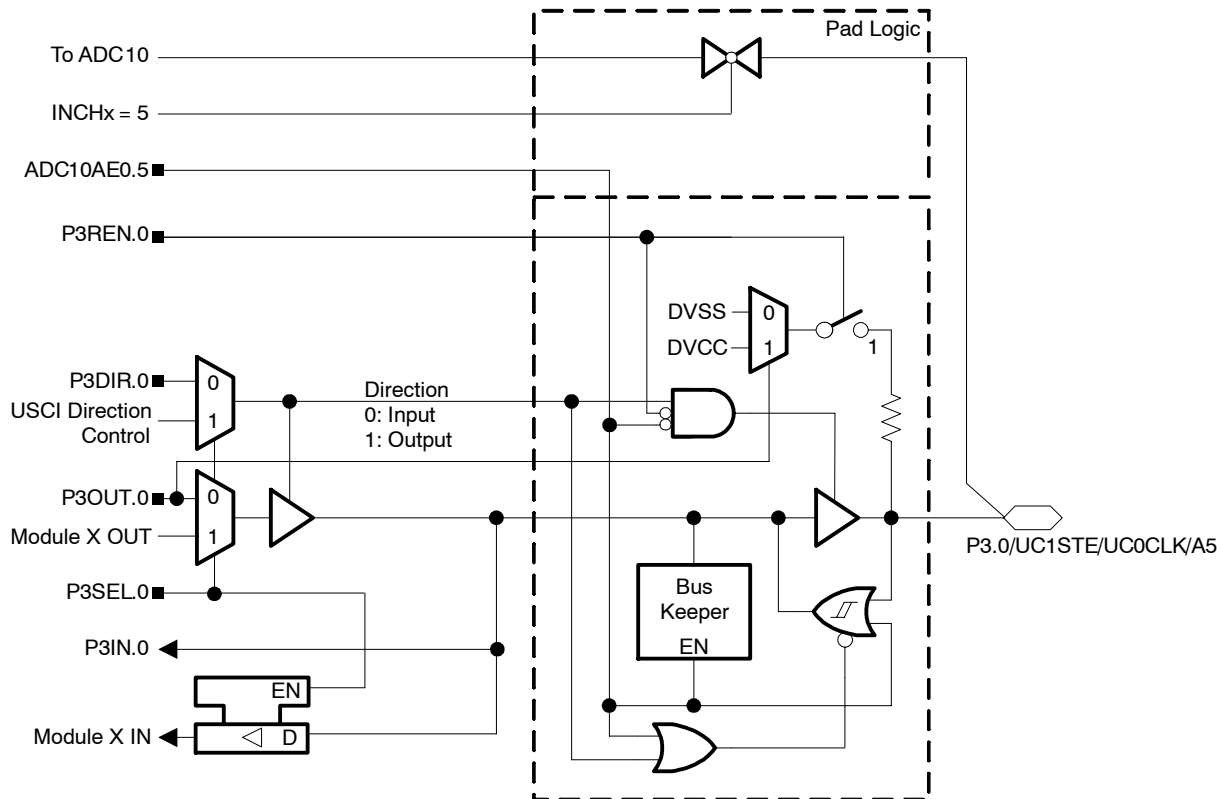 Pad Logic
To ADC10
INCHx = 5
ADC10AE0.5
P3REN.0
DVSS
0
DVCC
1
1
P3DIR.0
0
USCI Direction
Control
1
Direction
0: Input
1: Output
P3OUT.0
0
Module X OUT
1
P3.0/UC1STE/UC0CLK/A5
P3SEL.0
Bus
Keeper
EN
P3IN.0
EN
Module X IN
D